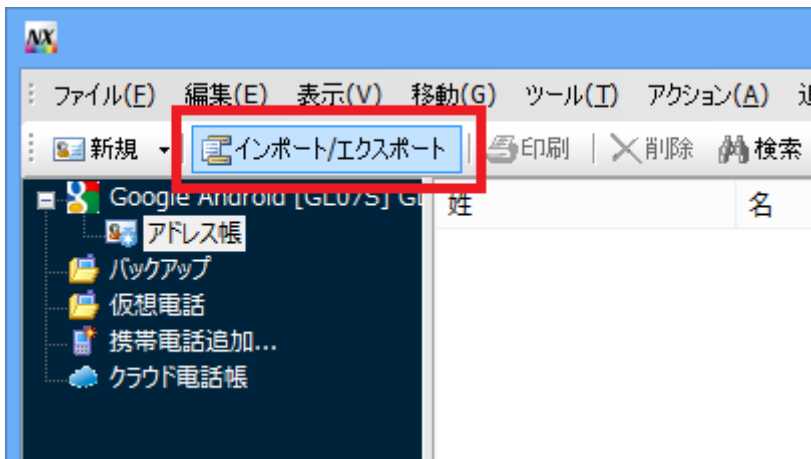 NX
ファイル(F) 編集(E) 表示(V) 移動(G) ツール(T) アクション(A)
新規 インポート/エクスポート 印刷 削除 検索
Google Android [GL07S]
姓 名
アドレス帳
バックアップ
仮想電話
携帯電話追加...
クラウド電話帳